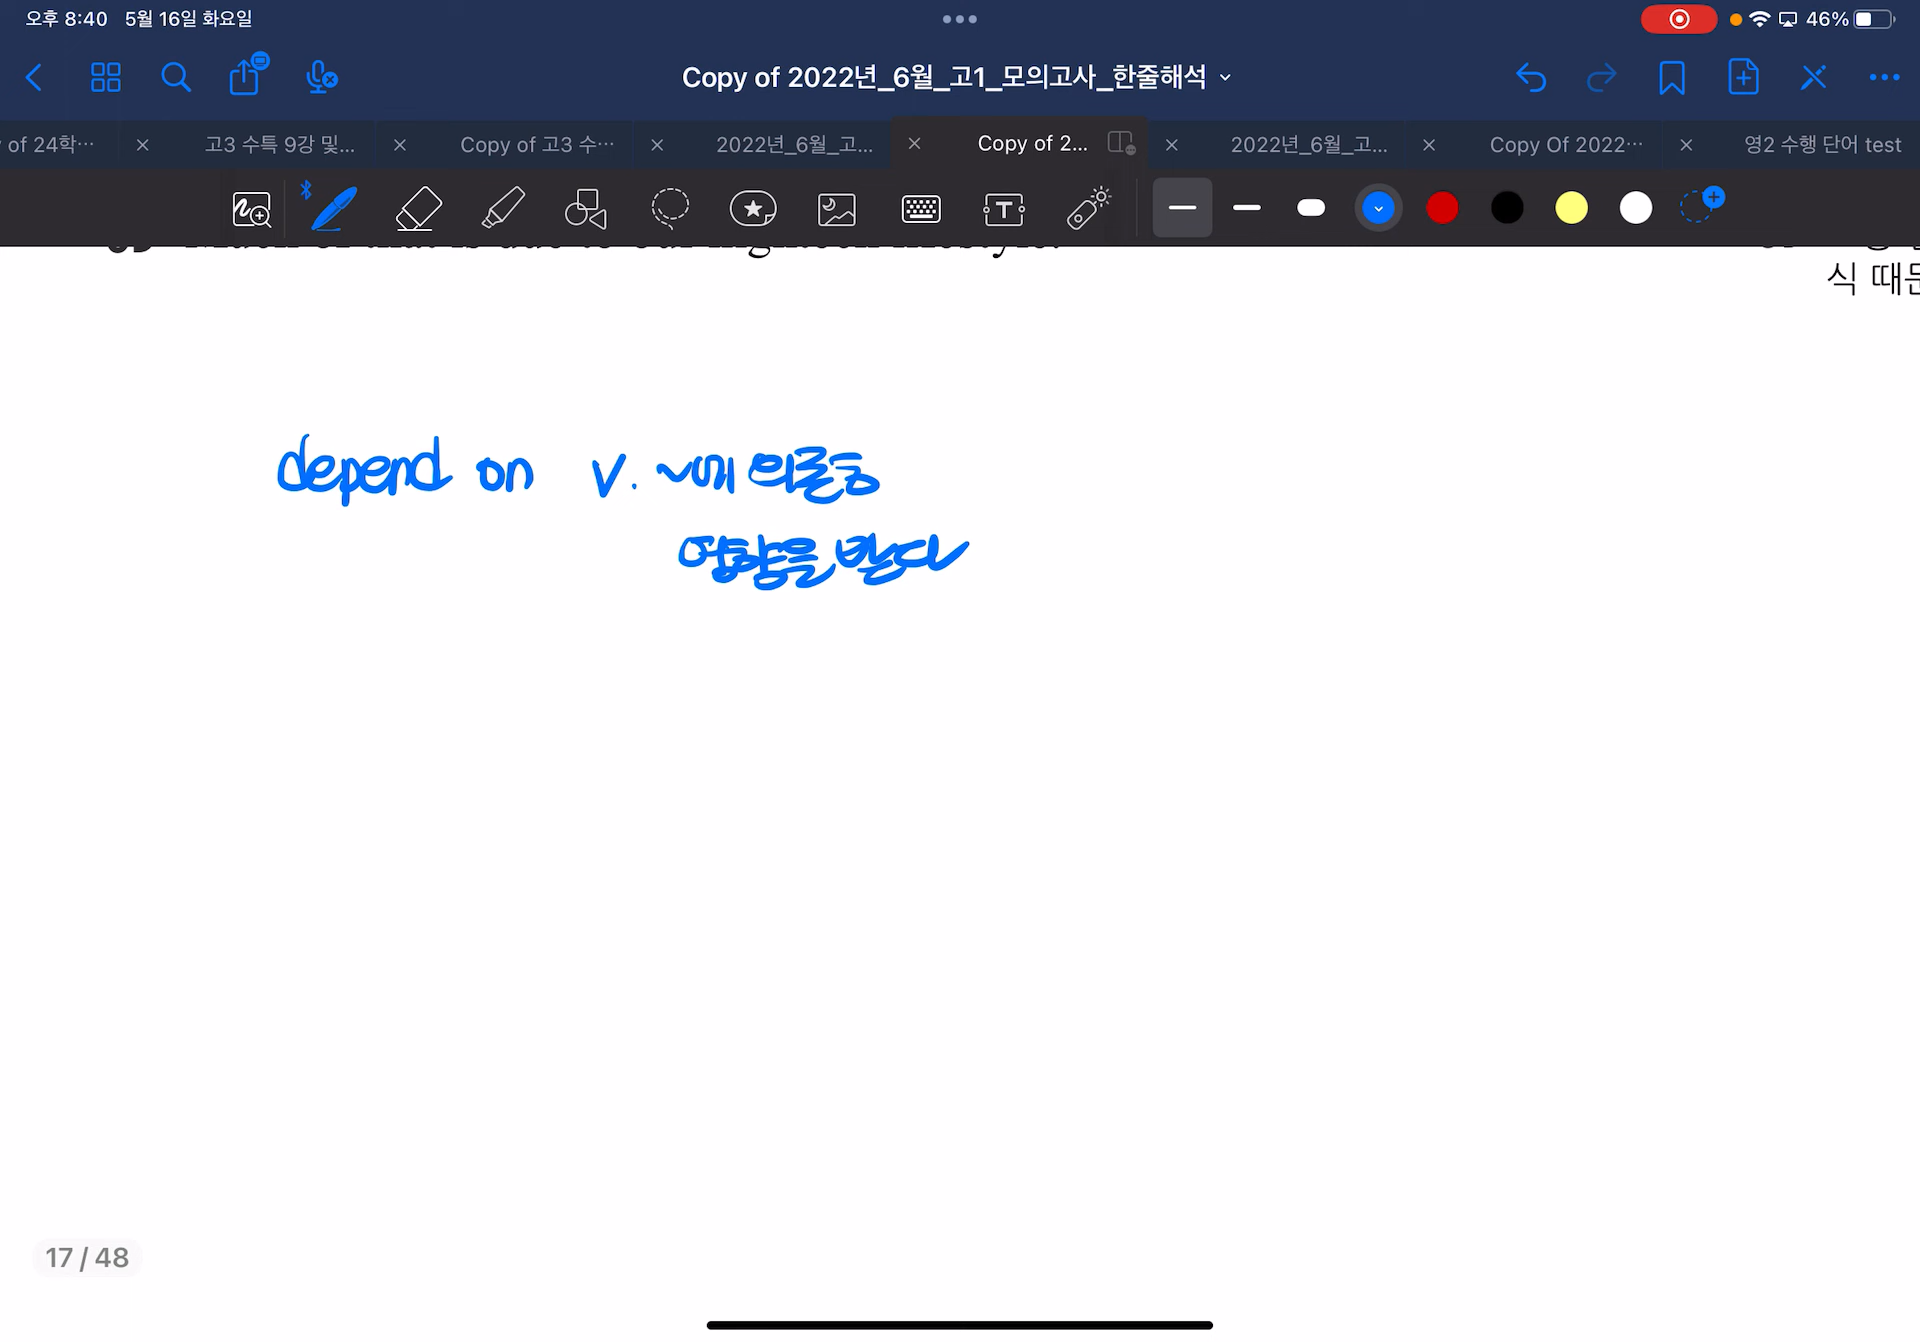 오후 8:40 5월 16일 화요일
46%
Copy of 2022년_6월_고1_모의고사_한줄해석
of 24학···
고3 수특 9강 및...
Copy of 고3 수···
2022년_6월_고...
Copy of 2...
2022년_6월_고...
Copy Of 2022···
영2 수행 단어 test
식 때문
depend on v. ~에 의존
영향을 받다
17 / 48